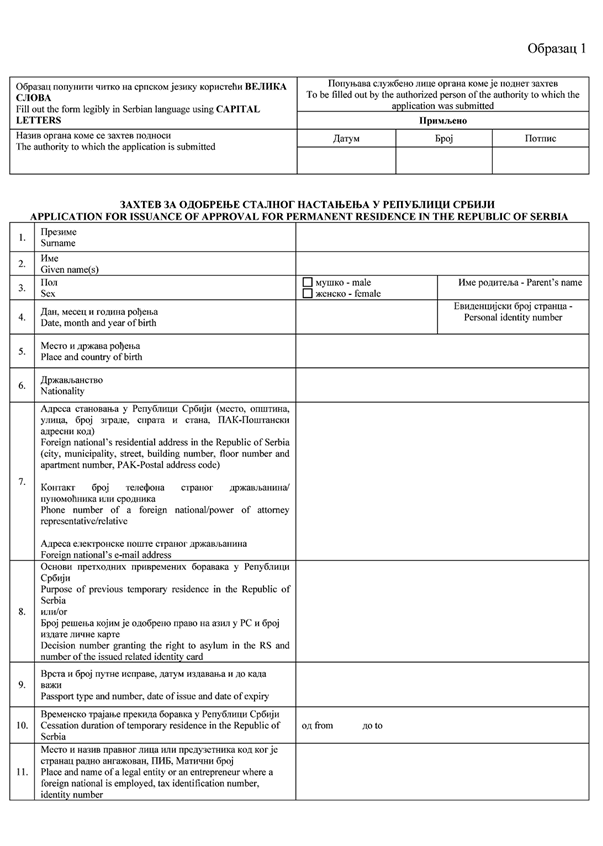 Образац 1
Образац попунити читко на српском језику користећи ВЕЛИКА
СЛОВА
Fill out the form legibly in Serbian language using CAPITAL
LETTERS
Попуњава службено лице органа коме је поднет захтев
To be filled out by the authorized person of the authority to which the
application was submitted
Примљено
Назив органа коме се захтев подноси
The authority to which the application is submitted
Датум
Број
Потпис
ЗАХТЕВ ЗА ОДОБРЕЊЕ СТАЛНОГ НАСТАЊЕЊА У РЕПУБЛИЦИ СРБИЈИ
APPLICATION FOR ISSUANCE OF APPROVAL FOR PERMANENT RESIDENCE IN THE REPUBLIC OF SERBIA
1.
Презиме
Surname
2.
Име
Given name(s)
3.
Пол
Sex
мушко - male
женско - female
Име родитеља - Parent's name
4.
Дан, месец и година рођења
Date, month and year of birth
Евиденцијски број странца -
Personal identity number
5.
Место и држава рођења
Place and country of birth
6.
Држављанство
Nationality
7.
Адреса становања у Републици Србији (место, општина,
улица, број зграде, спрата и стана, ПАК-Поштански
адресни код)
Foreign national's residential address in the Republic of Serbia
(city, municipality, street, building number, floor number and
apartment number, PAK-Postal address code)
Контакт број телефона страног држављанина/
пуномоћника или сродника
Phone number of a foreign national/power of attorney
representative/relative
Адреса електронске поште страног држављанина
Foreign national's e-mail address
8.
Основи претходних привремених боравака у Републици
Србији
Purpose of previous temporary residence in the Republic of
Serbia
или/or
Број решења којим је одобрено право на азил у РС и број
издате личне карте
Decision number granting the right to asylum in the RS and
number of the issued related identity card
9.
Врста и број путне исправе, датум издавања и до када
важи
Passport type and number, date of issue and date of expiry
10.
Временско трајање прекида боравка у Републици Србији
Cessation duration of temporary residence in the Republic of
Serbia
од from до to
11.
Место и назив правног лица или предузетника код ког је
странац радно ангажован, ПИБ, Матични број
Place and name of a legal entity or an entrepreneur where a
foreign national is employed, tax identification number,
identity number